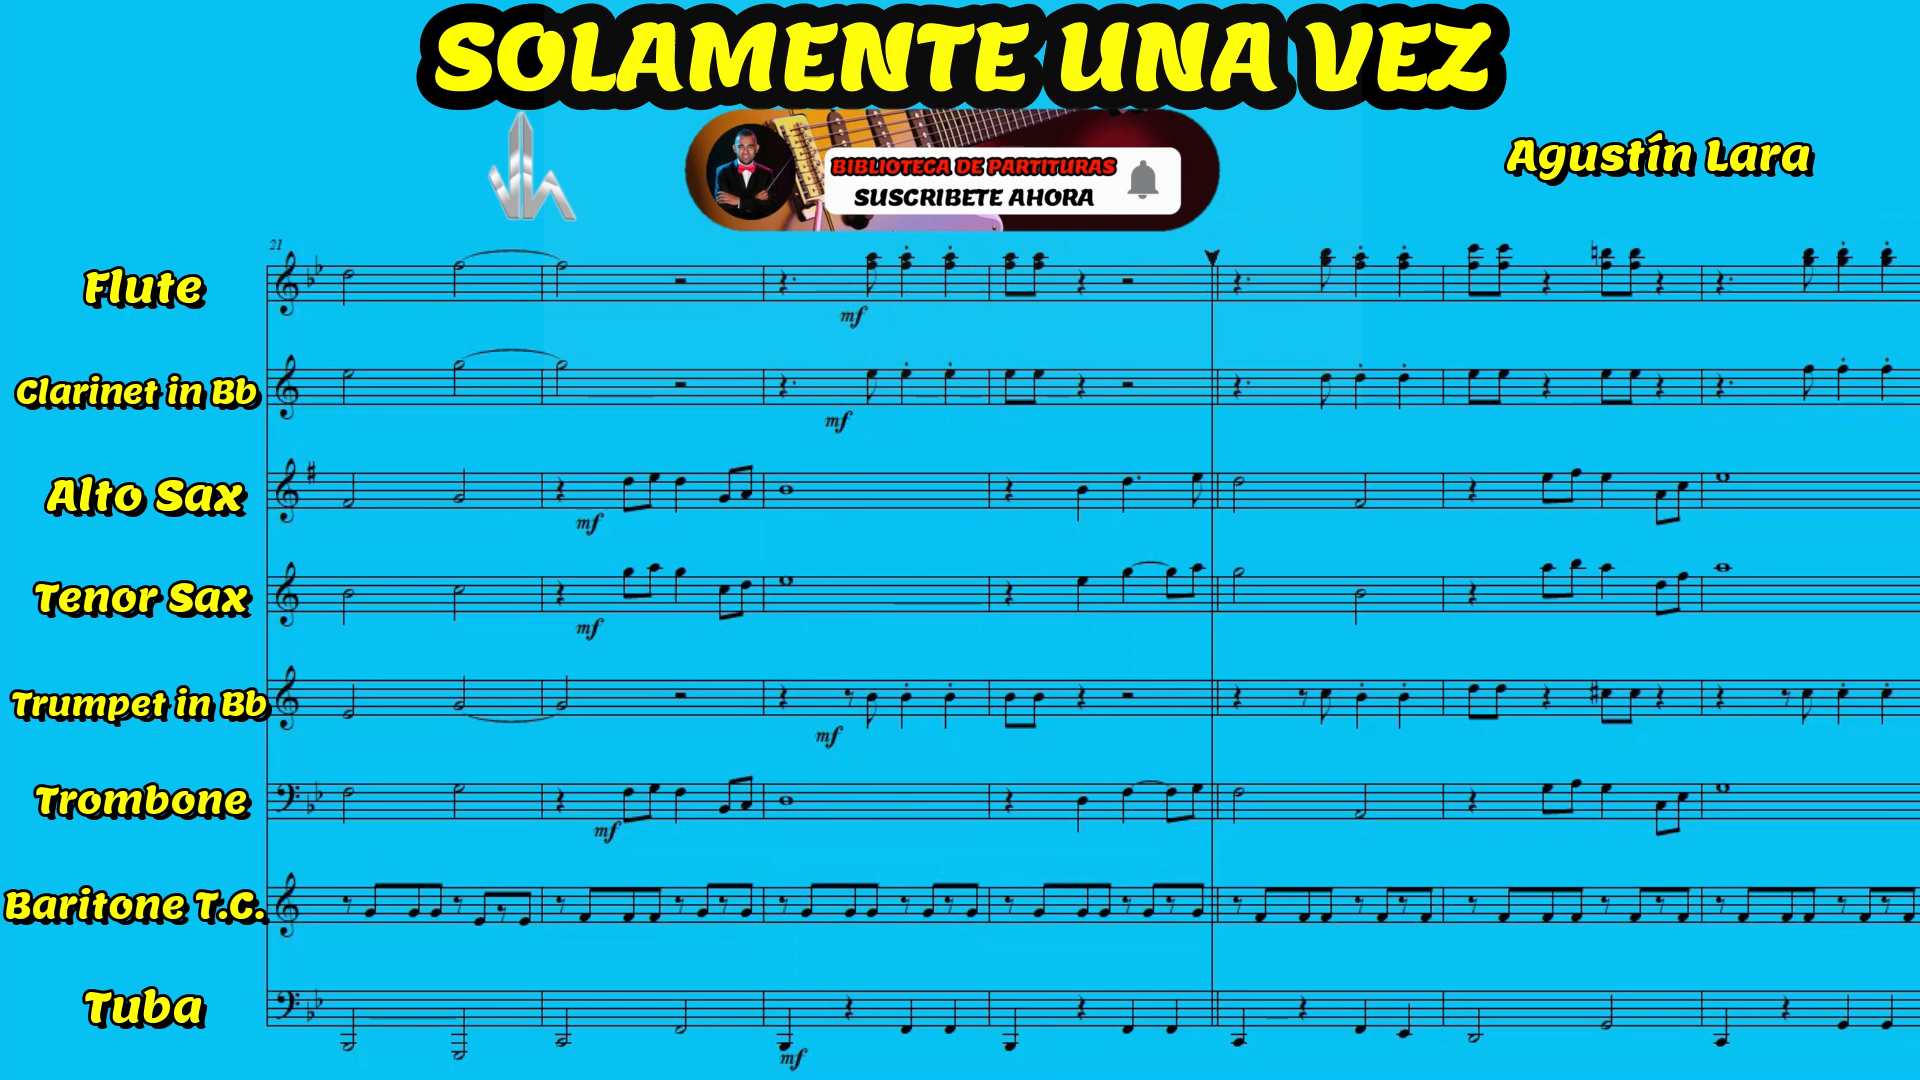 SOLAMENTE UNA VEZ
BIBLIOTECA DE PARTITURAS
SUSCRIBETE AHORA
Agustín Lara
21
Flute
mf
Clarinet in Bb
mf
Alto Sax
mf
Tenor Sax
mf
Trumpet in Bb
mf
Trombone
mf
Baritone T.C.
Tuba
mf